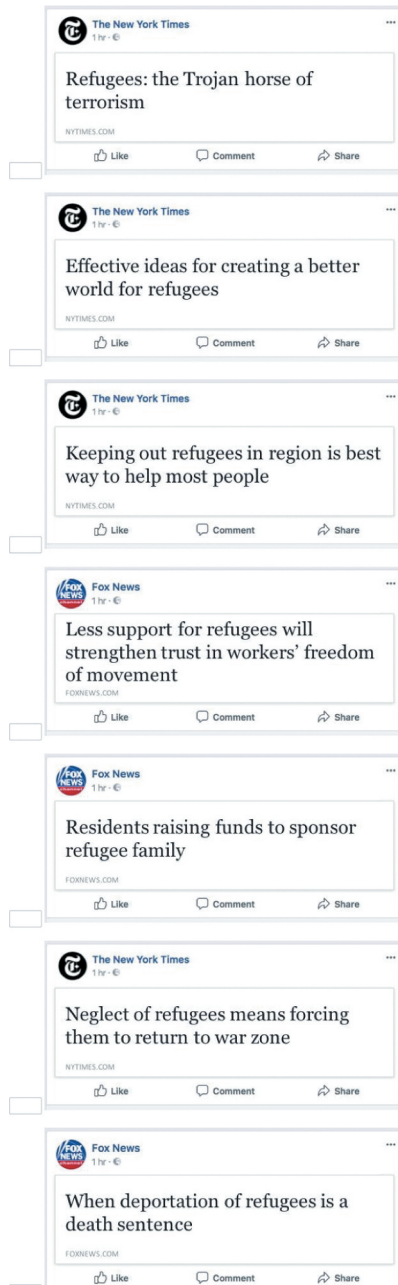 The New York Times
1 hr ·
Refugees: the Trojan horse of
terrorism
NYTIMES.COM
Like Comment Share
The New York Times
1 hr ·
Effective ideas for creating a better
world for refugees
NYTIMES.COM
Like Comment Share
The New York Times
1 hr ·
Keeping out refugees in region is best
way to help most people
NYTIMES.COM
Like Comment Share
FOX NEWS channel
Fox News
1 hr ·
Less support for refugees will
strengthen trust in workers’ freedom
of movement
FOXNEWS.COM
Like Comment Share
FOX NEWS channel
Fox News
1 hr ·
Residents raising funds to sponsor
refugee family
FOXNEWS.COM
Like Comment Share
The New York Times
1 hr ·
Neglect of refugees means forcing
them to return to war zone
NYTIMES.COM
Like Comment Share
FOX NEWS channel
Fox News
1 hr ·
When deportation of refugees is a
death sentence
FOXNEWS.COM
Like Comment Share